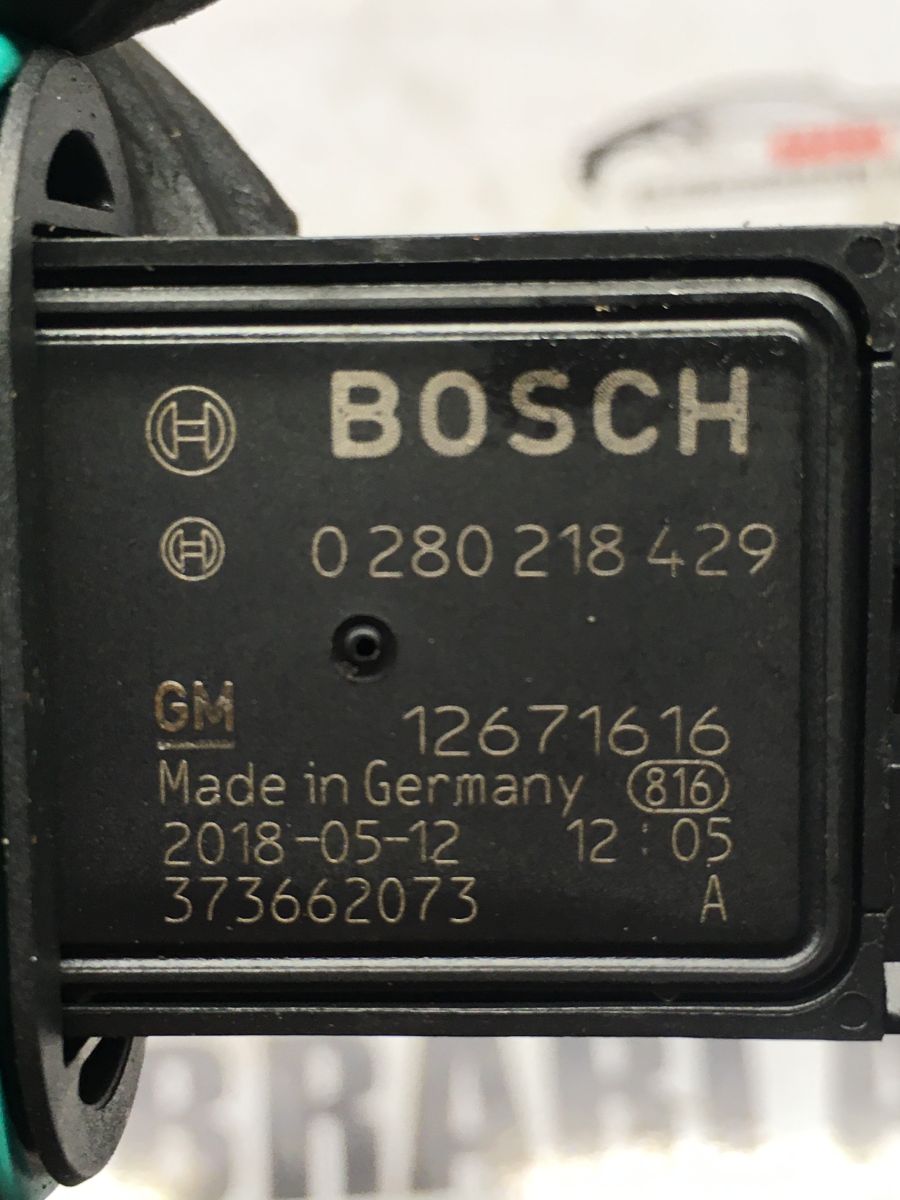 BOSCH
0 280 218 429
GM 12671616
Made in Germany 816
2018-05-12 12:05
373662073 A